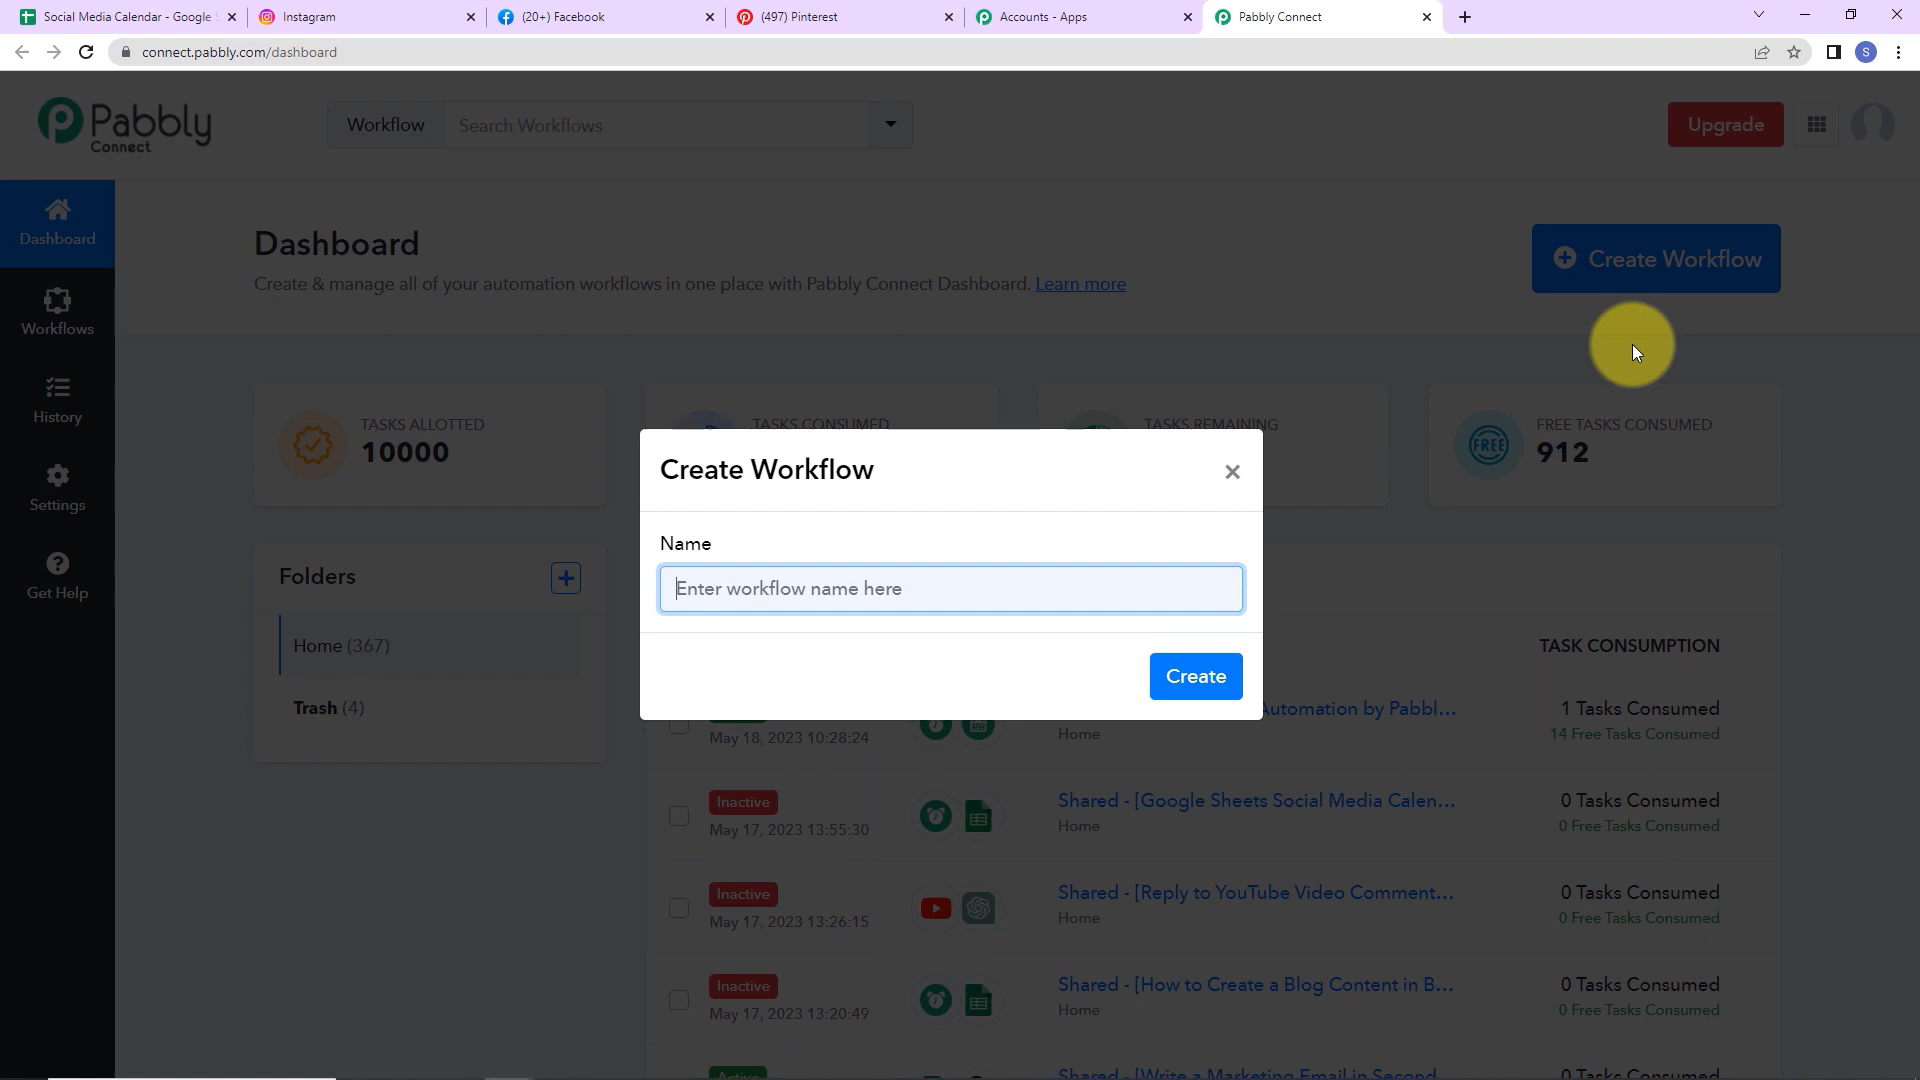 Social Media Calendar - Google S
Instagram
(20+) Facebook
(497) Pinterest
Accounts - Apps
Pabbly Connect
connect.pabbly.com/dashboard
S
Pabbly
Connect
Workflow
Search Workflows
Upgrade
Dashboard
Workflows
History
Settings
Get Help
Dashboard
Create & manage all of your automation workflows in one place with Pabbly Connect Dashboard. Learn more
Create Workflow
TASKS ALLOTTED
10000
TASKS CONSUMED
TASKS REMAINING
FREE
FREE TASKS CONSUMED
912
Folders
Home (367)
Trash (4)
Create Workflow
Name
Enter workflow name here
Create
TASK CONSUMPTION
May 18, 2023 10:28:24
Automation by Pabbl...
Home
1 Tasks Consumed
14 Free Tasks Consumed
Inactive
May 17, 2023 13:55:30
Shared - [Google Sheets Social Media Calen...
Home
0 Tasks Consumed
0 Free Tasks Consumed
Inactive
May 17, 2023 13:26:15
Shared - [Reply to YouTube Video Comment...
Home
0 Tasks Consumed
0 Free Tasks Consumed
Inactive
May 17, 2023 13:20:49
Shared - [How to Create a Blog Content in B...
Home
0 Tasks Consumed
0 Free Tasks Consumed
Active
Shared - [Write a Marketing Email in Second...
0 Tasks Consumed